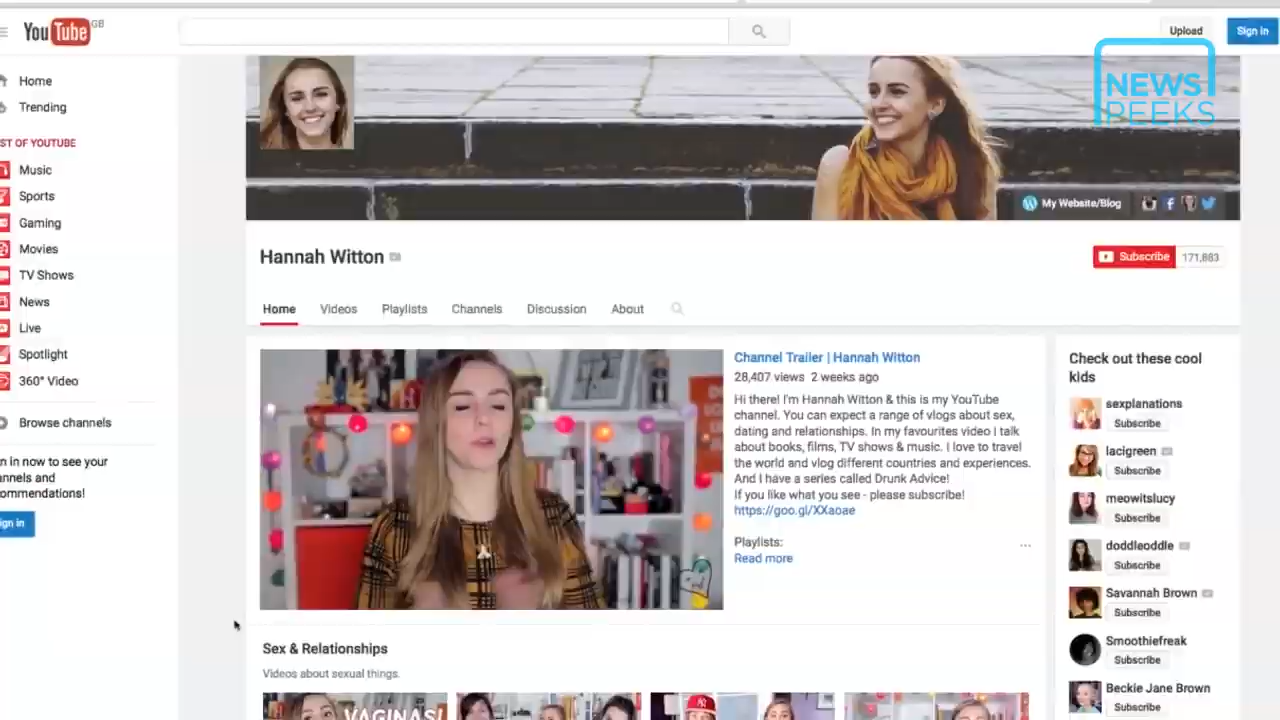 YouTube GB
Upload
Sign in
NEWS
PEEKS
Home
Trending
ST OF YOUTUBE
Music
Sports
Gaming
Movies
TV Shows
News
Live
Spotlight
360° Video
Browse channels
n in now to see your
annels and
ommendations!
ign in
My Website/Blog
Hannah Witton
Subscribe 171,883
Home Videos Playlists Channels Discussion About
Channel Trailer | Hannah Witton
28,407 views 2 weeks ago
Hi there! I'm Hannah Witton & this is my YouTube
channel. You can expect a range of vlogs about sex,
dating and relationships. In my favourites video I talk
about books, films, TV shows & music. I love to travel
the world and vlog different countries and experiences.
And I have a series called Drunk Advice!
If you like what you see - please subscribe!
https://goo.gl/XXaoae
Playlists:
Read more
Check out these cool
kids
sexplanations
Subscribe
lacigreen
Subscribe
meowitslucy
Subscribe
doddleoddle
Subscribe
Savannah Brown
Subscribe
Smoothiefreak
Subscribe
Beckie Jane Brown
Subscribe
Sex & Relationships
Videos about sexual things.
VAGINAS!